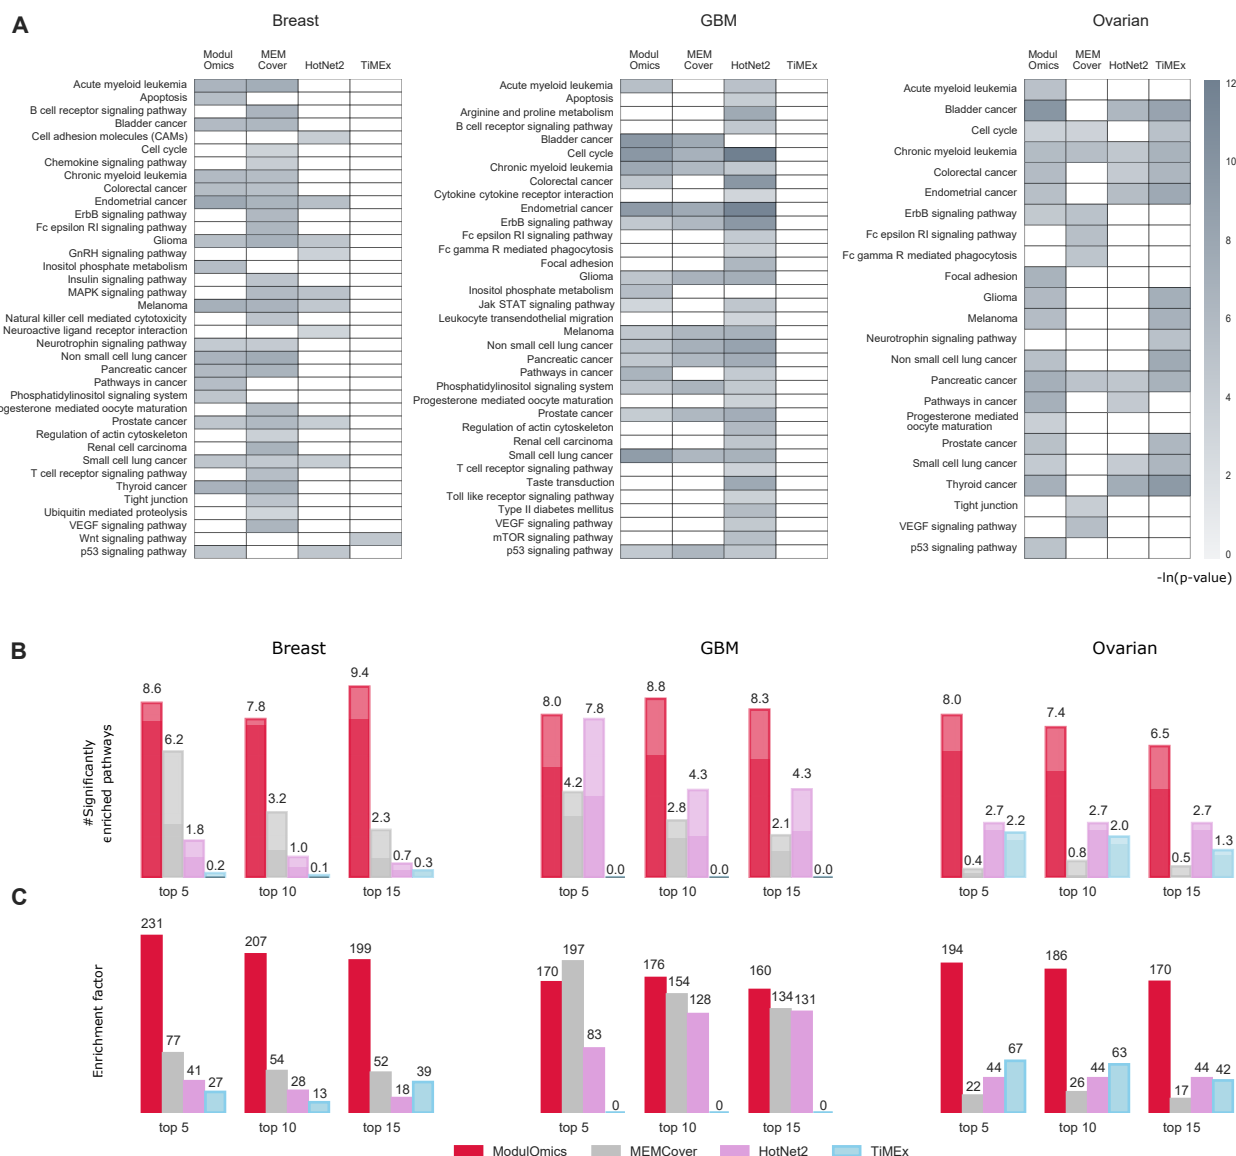 A
Breast
GBM
Ovarian
Modul
Omics
MEM
Cover
HotNet2
TiMEx
Modul
Omics
MEM
Cover
HotNet2
TiMEx
Modul
Omics
MEM
Cover
HotNet2
TiMEx
Acute myeloid leukemia
Apoptosis
B cell receptor signaling pathway
Bladder cancer
Cell adhesion molecules (CAMs)
Cell cycle
Chemokine signaling pathway
Chronic myeloid leukemia
Colorectal cancer
Endometrial cancer
ErbB signaling pathway
Fc epsilon RI signaling pathway
Glioma
GnRH signaling pathway
Inositol phosphate metabolism
Insulin signaling pathway
MAPK signaling pathway
Melanoma
Natural killer cell mediated cytotoxicity
Neuroactive ligand receptor interaction
Neurotrophin signaling pathway
Non small cell lung cancer
Pancreatic cancer
Pathways in cancer
Phosphatidylinositol signaling system
ogesterone mediated oocyte maturation
Prostate cancer
Regulation of actin cytoskeleton
Renal cell carcinoma
Small cell lung cancer
T cell receptor signaling pathway
Thyroid cancer
Tight junction
Ubiquitin mediated proteolysis
VEGF signaling pathway
Wnt signaling pathway
p53 signaling pathway
Acute myeloid leukemia
Apoptosis
Arginine and proline metabolism
B cell receptor signaling pathway
Bladder cancer
Cell cycle
Chronic myeloid leukemia
Colorectal cancer
Cytokine cytokine receptor interaction
Endometrial cancer
ErbB signaling pathway
Fc epsilon RI signaling pathway
Fc gamma R mediated phagocytosis
Focal adhesion
Glioma
Inositol phosphate metabolism
Jak STAT signaling pathway
Leukocyte transendothelial migration
Melanoma
Non small cell lung cancer
Pancreatic cancer
Pathways in cancer
Phosphatidylinositol signaling system
Progesterone mediated oocyte maturation
Prostate cancer
Regulation of actin cytoskeleton
Renal cell carcinoma
Small cell lung cancer
T cell receptor signaling pathway
Taste transduction
Toll like receptor signaling pathway
Type II diabetes mellitus
VEGF signaling pathway
mTOR signaling pathway
p53 signaling pathway
Acute myeloid leukemia
Bladder cancer
Cell cycle
Chronic myeloid leukemia
Colorectal cancer
Endometrial cancer
ErbB signaling pathway
Fc epsilon RI signaling pathway
Fc gamma R mediated phagocytosis
Focal adhesion
Glioma
Melanoma
Neurotrophin signaling pathway
Non small cell lung cancer
Pancreatic cancer
Pathways in cancer
Progesterone mediated
oocyte maturation
Prostate cancer
Small cell lung cancer
Thyroid cancer
Tight junction
VEGF signaling pathway
p53 signaling pathway
12
10
8
6
4
2
0
-ln(p-value)
B
Breast
GBM
Ovarian
#Significantly
enriched pathways
8.6
6.2
1.8
0.2
7.8
3.2
1.0
0.1
9.4
2.3
0.7
0.3
8.0
4.2
7.8
0.0
8.8
2.8
4.3
0.0
8.3
2.1
4.3
0.0
8.0
0.4
2.7
2.2
7.4
0.8
2.7
2.0
6.5
0.5
2.7
1.3
top 5
top 10
top 15
top 5
top 10
top 15
top 5
top 10
top 15
C
Enrichment factor
231
77
41
27
207
54
28
13
199
52
18
39
170
197
83
0
176
154
128
0
160
134
131
0
194
22
44
67
186
26
44
63
170
17
44
42
top 5
top 10
top 15
top 5
top 10
top 15
top 5
top 10
top 15
ModulOmics
MEMCover
HotNet2
TiMEx